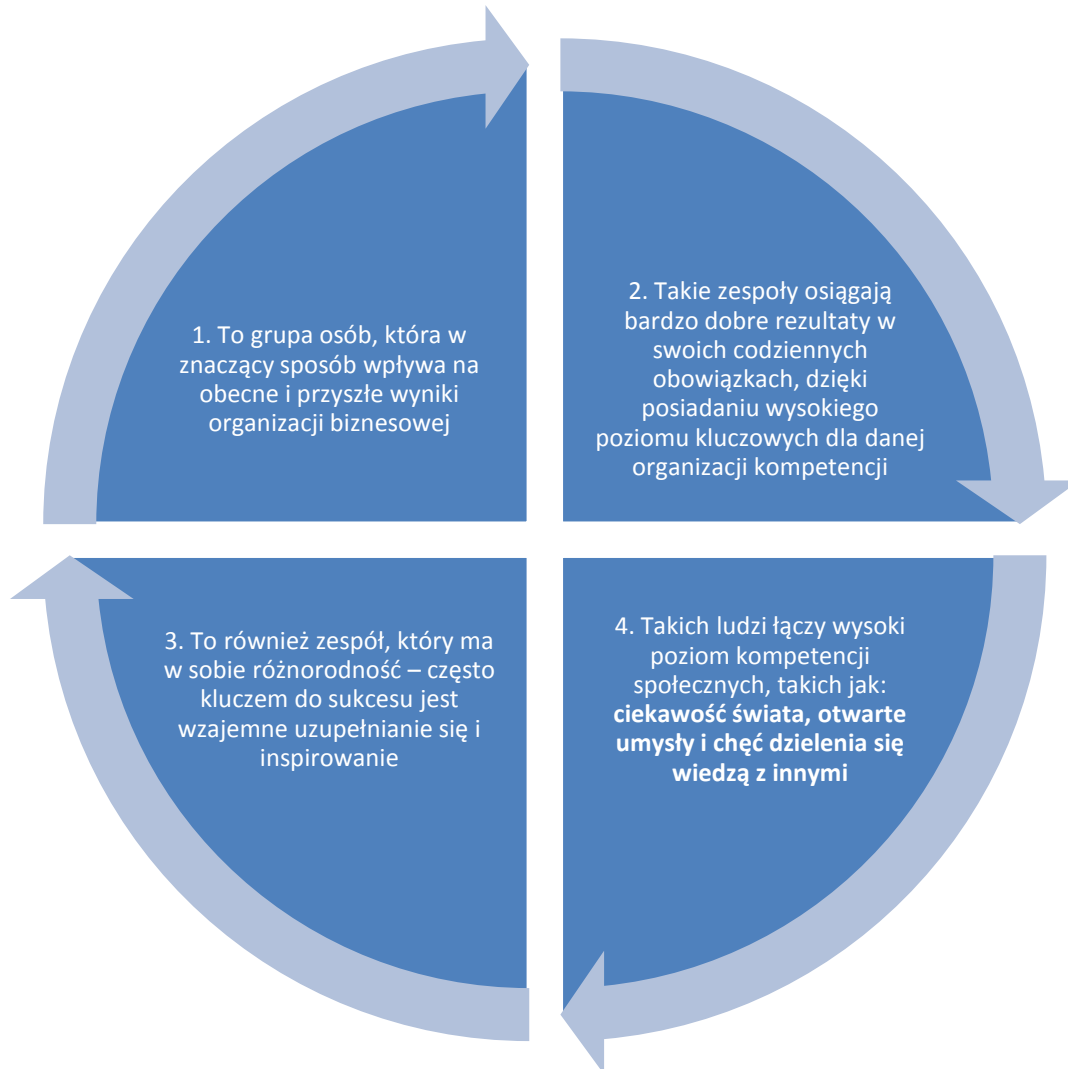 1. To grupa osób, która w
znaczący sposób wpływa na
obecne i przyszłe wyniki
organizacji biznesowej
2. Takie zespoły osiągają
bardzo dobre rezultaty w
swoich codziennych
obowiązkach, dzięki
posiadaniu wysokiego
poziomu kluczowych dla danej
organizacji kompetencji
3. To również zespół, który ma
w sobie różnorodność – często
kluczem do sukcesu jest
wzajemne uzupełnianie się i
inspirowanie
4. Takich ludzi łączy wysoki
poziom kompetencji
społecznych, takich jak:
ciekawość świata, otwarte
umysły i chęć dzielenia się
wiedzą z innymi